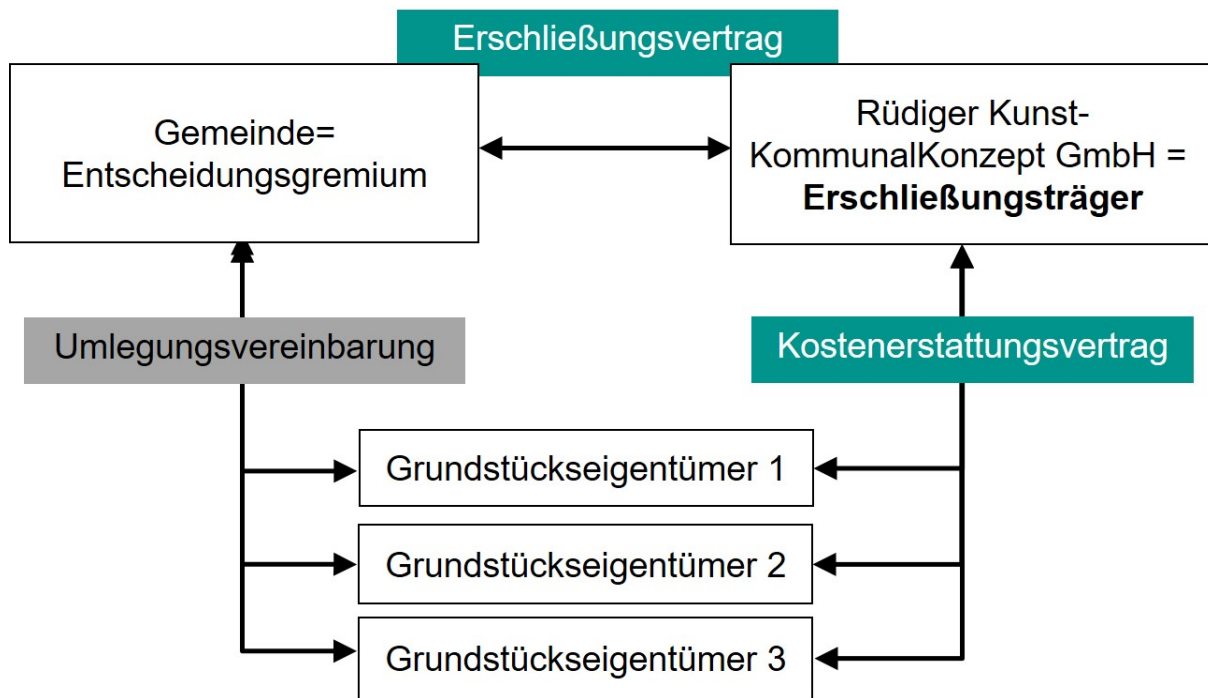 Erschließungsvertrag
Gemeinde=
Entscheidungsgremium
Rüdiger Kunst-
KommunalKonzept GmbH =
Erschließungsträger
Umlegungsvereinbarung
Kostenerstattungsvertrag
Grundstückseigentümer 1
Grundstückseigentümer 2
Grundstückseigentümer 3